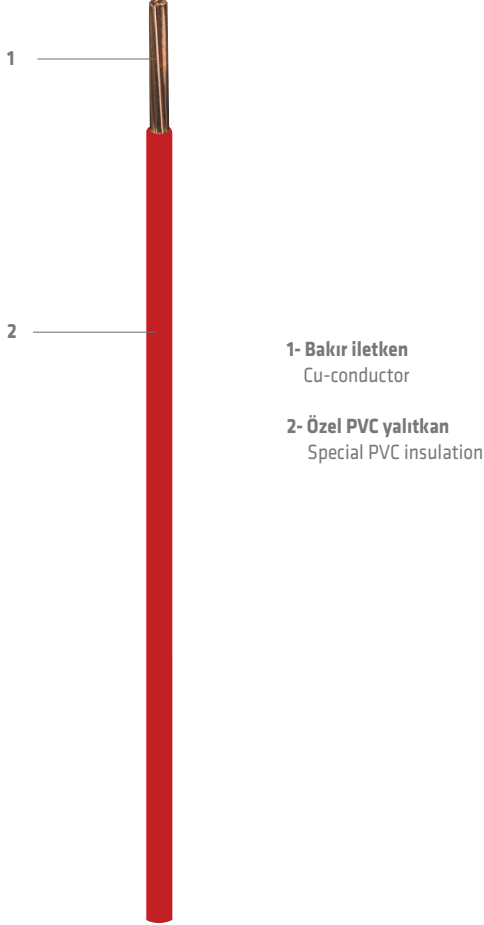 1
2
1- Bakır iletken
Cu-conductor
2- Özel PVC yalıtkan
Special PVC insulation